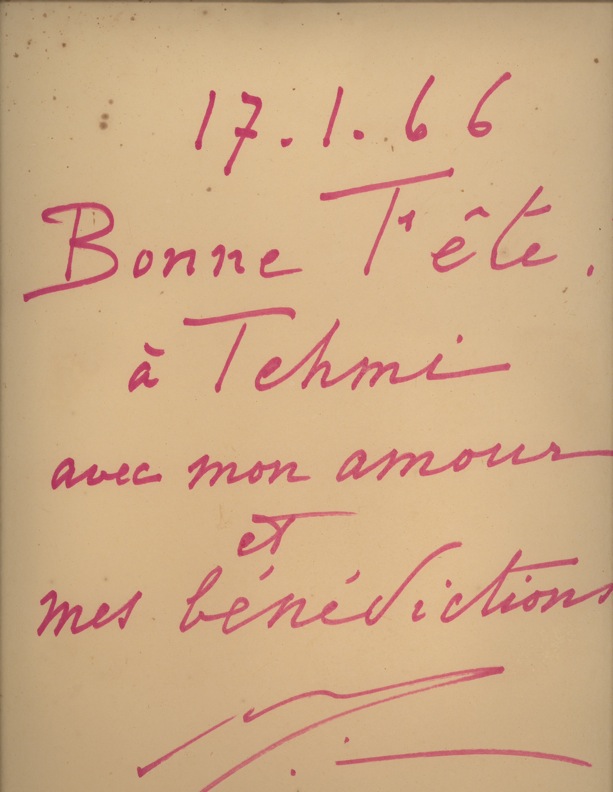 17.1.66
Bonne Fête.
à Tehmi
avec mon amour
et
mes bénédictions